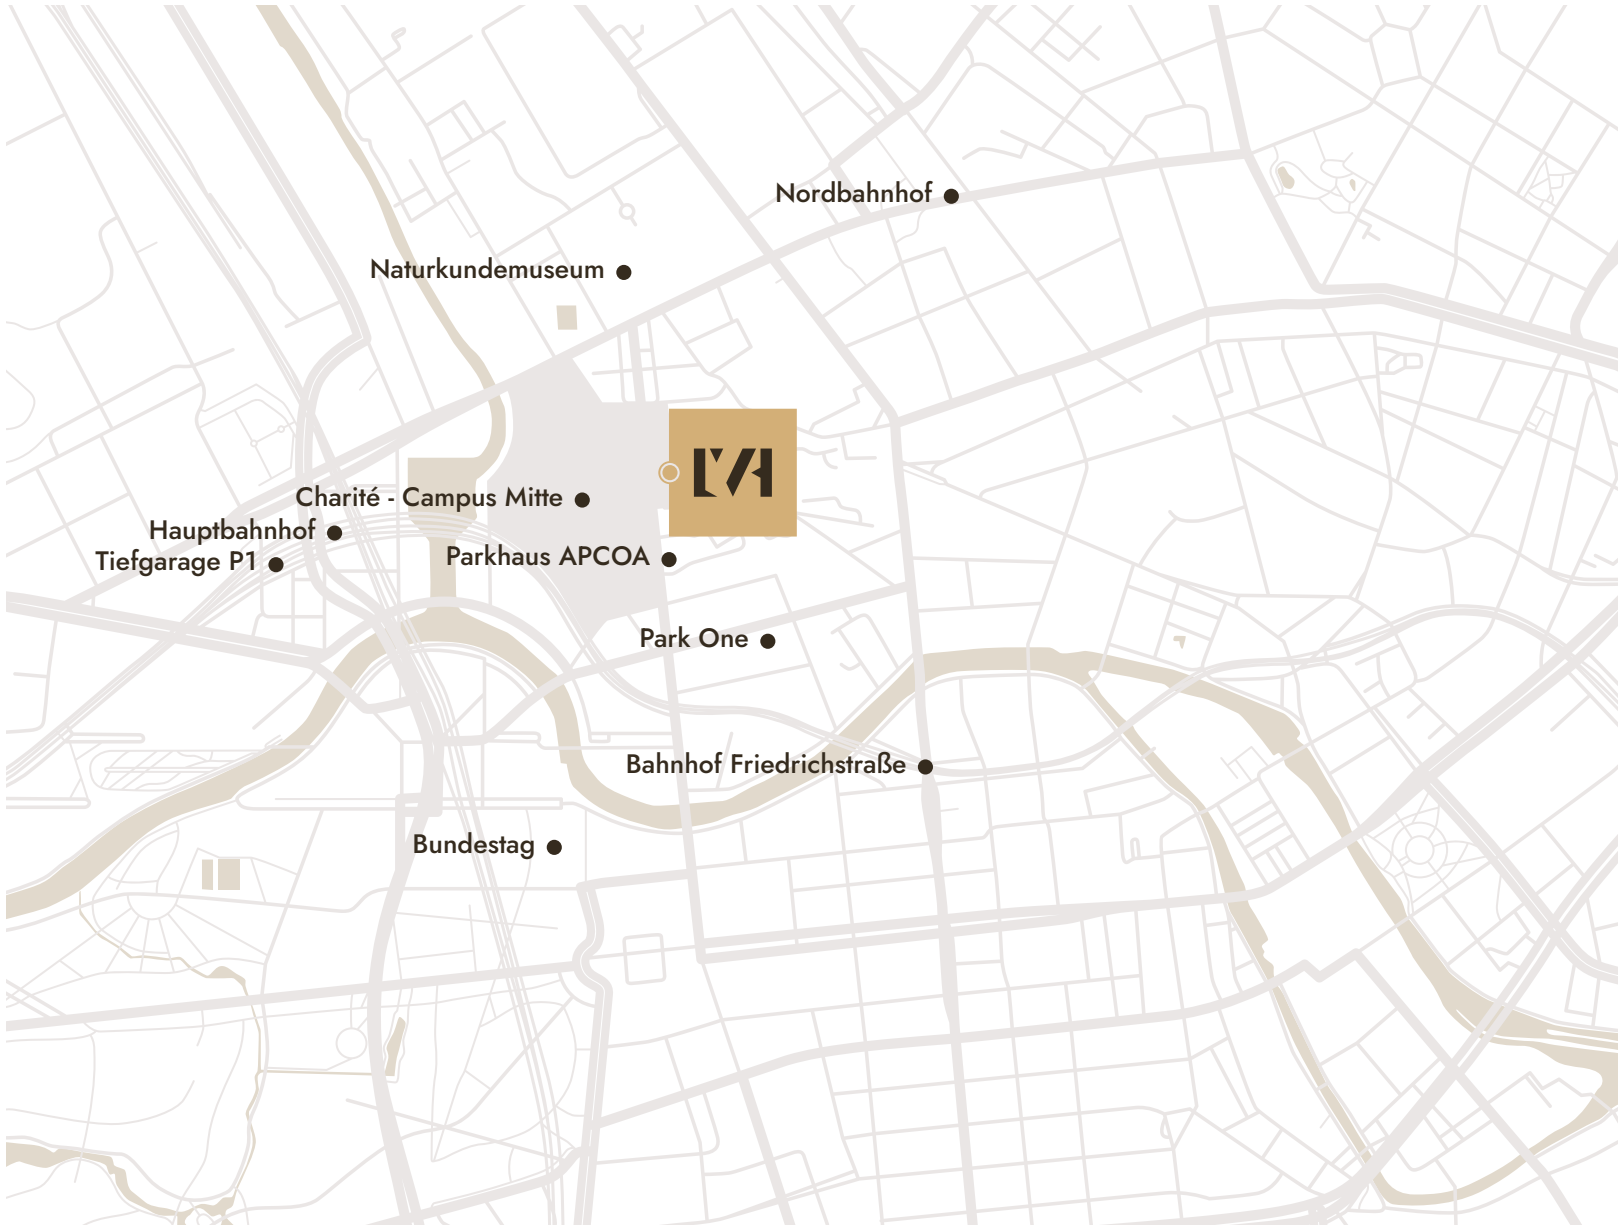 Nordbahnhof
Naturkundemuseum
Charité - Campus Mitte
Hauptbahnhof
Parkhaus APCOA
Tiefgarage P1
Park One
Bahnhof Friedrichstraße
Bundestag